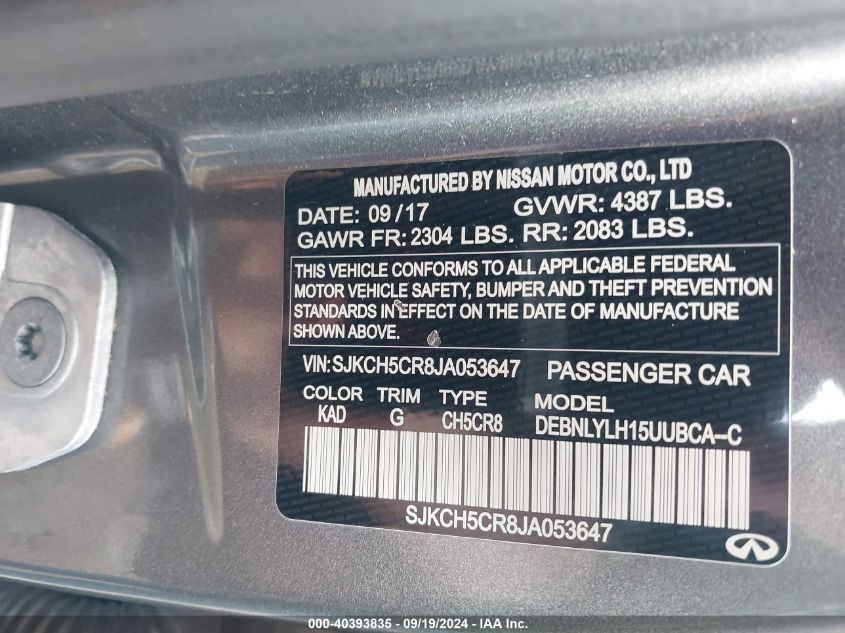 MANUFACTURED BY NISSAN MOTOR CO., LTD
DATE: 09/17 GVWR: 4387 LBS.
GAWR FR: 2304 LBS. RR: 2083 LBS.
THIS VEHICLE CONFORMS TO ALL APPLICABLE FEDERAL
MOTOR VEHICLE SAFETY, BUMPER AND THEFT PREVENTION
STANDARDS IN EFFECT ON THE DATE OF MANUFACTURE
SHOWN ABOVE.
VIN: SJKCH5CR8JA053647 PASSENGER CAR
COLOR TRIM TYPE MODEL
KAD G CH5CR8 DEBNLYLH15UUBCA-C
SJKCH5CR8JA053647
000-40393835 - 09/19/2024 - IAA Inc.